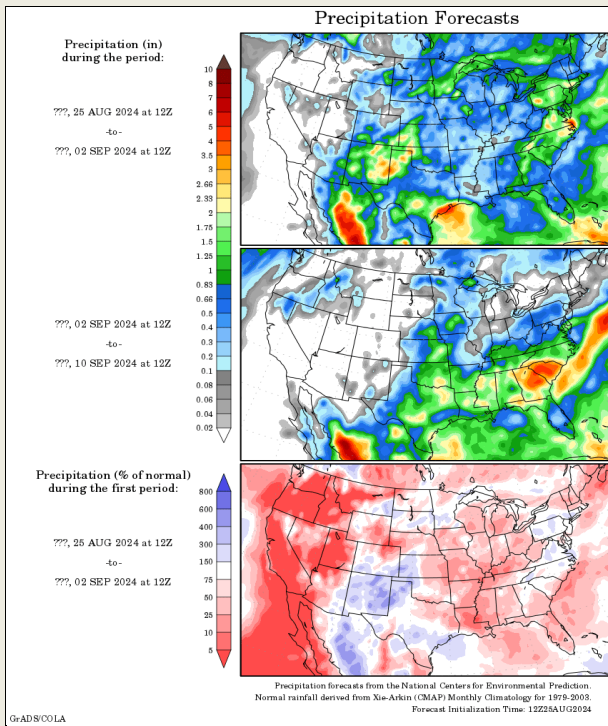 Precipitation Forecasts
Precipitation (in)
during the period:
???, 25 AUG 2024 at 12Z
-to-
???, 02 SEP 2024 at 12Z
10
8
7
6
5
4
3.5
3
2.66
2.33
2
1.75
1.5
1.25
1
0.83
0.66
0.5
0.4
0.3
0.2
0.1
0.08
0.06
0.04
0.02
???, 02 SEP 2024 at 12Z
-to-
???, 10 SEP 2024 at 12Z
Precipitation (% of normal)
during the first period:
???, 25 AUG 2024 at 12Z
-to-
???, 02 SEP 2024 at 12Z
800
600
400
300
150
75
50
25
10
5
Precipitation forecasts from the National Centers for Environmental Prediction.
Normal rainfall derived from Xie-Arkin (CMAP) Monthly Climatology for 1979-2003.
Forecast Initialization Time: 12Z25AUG2024
GrADS/COLA